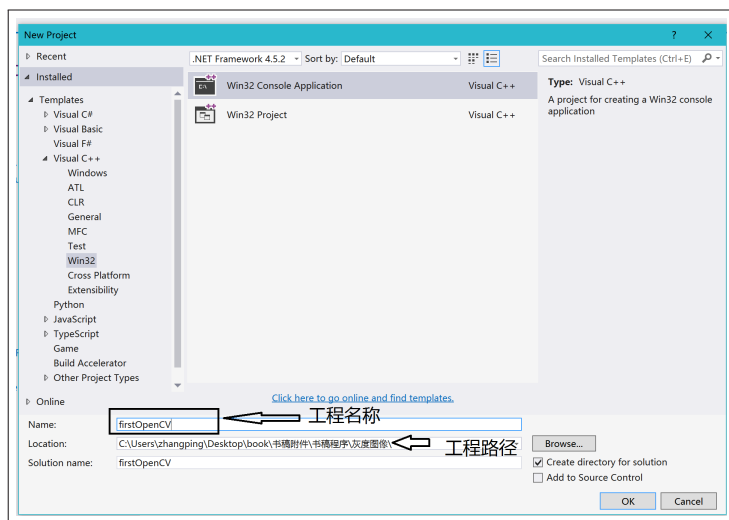 New Project
Recent
.NET Framework 4.5.2
Sort by: Default
Search Installed Templates (Ctrl+E)
Installed
Templates
Visual C#
Visual Basic
Visual F#
Visual C++
Windows
ATL
CLR
General
MFC
Test
Win32
Cross Platform
Extensibility
Python
JavaScript
TypeScript
Game
Build Accelerator
Other Project Types
Online
Win32 Console Application Visual C++
Win32 Project Visual C++
Type: Visual C++
A project for creating a Win32 console
application
Click here to go online and find templates.
Name: firstOpenCV
工程名称
Location: C:\Users\zhangping\Desktop\book\书稿附件\书稿程序\灰度图像\
工程路径
Browse...
Solution name: firstOpenCV
Create directory for solution
Add to Source Control
OK Cancel